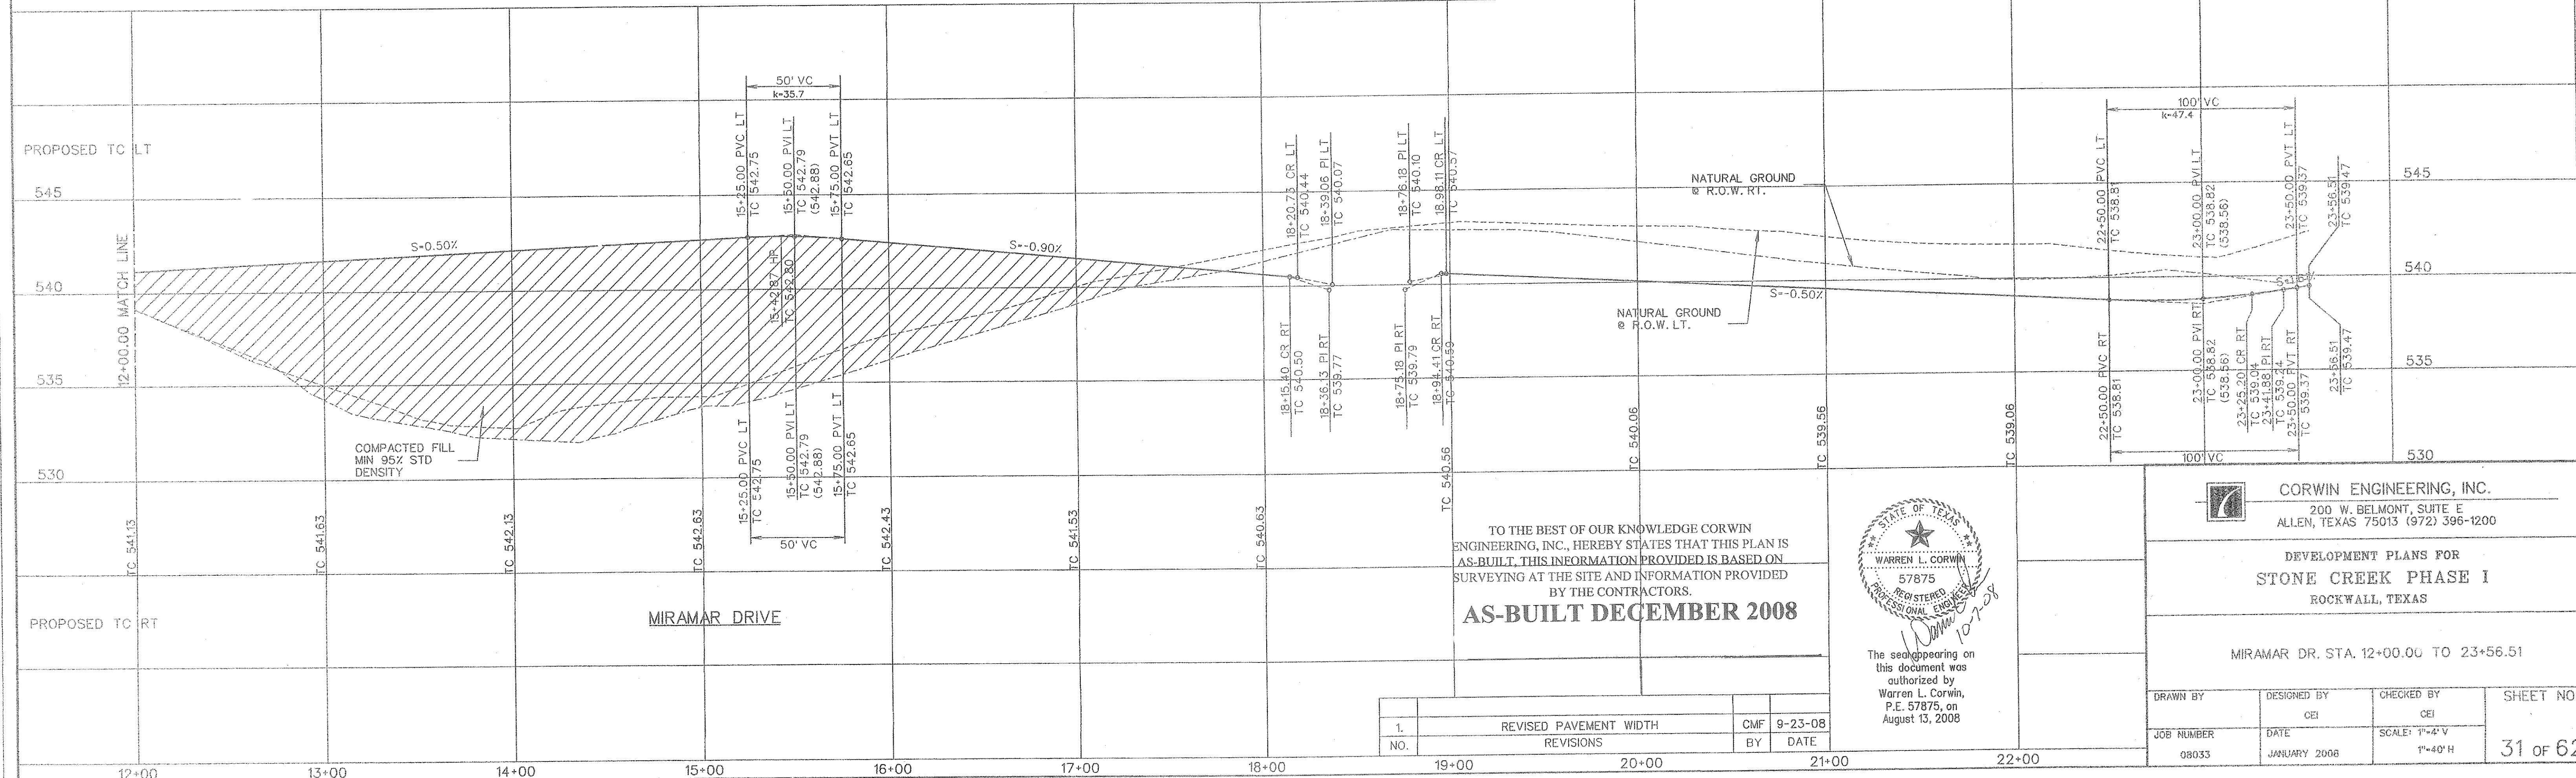 50' VC
k=35.7
100' VC
k=47.4
PROPOSED TC LT
15+25.00 PVC LT
TC 542.75
15+50.00 PVI LT
TC 542.79
(542.88)
15+75.00 PVT LT
TC 542.65
18+20.73 CR LT
TC 540.44
18+39.06 PI LT
TC 540.07
18+76.18 PI LT
TC 540.10
18+98.11 CR LT
TC 540.57
22+50.00 PVC LT
TC 538.81
23+00.00 PVI LT
TC 538.82
(538.56)
23+50.00 PVT LT
TC 539.37
23+56.51
TC 539.47
545
545
NATURAL GROUND
@ R.O.W. RT.
12+00.00 MATCH LINE
S=0.50%
15+42.87 HP
TC 542.80
S=-0.90%
540
540
S=-0.50%
NATURAL GROUND
@ R.O.W. LT.
18+15.40 CR RT
TC 540.50
18+36.13 PI RT
TC 539.77
18+75.18 PI RT
TC 539.79
18+94.41 CR RT
TC 540.59
22+50.00 PVC RT
TC 538.81
23+00.00 PVI RT
TC 538.82
(538.56)
23+25.20 CR RT
TC 539.04
23+41.88 PI RT
TC 539.24
23+50.00 PVT RT
TC 539.37
23+56.51
TC 539.47
535
535
COMPACTED FILL
MIN 95% STD
DENSITY
15+25.00 PVC LT
TC 542.75
15+50.00 PVI LT
TC 542.79
(542.88)
15+75.00 PVT LT
TC 542.65
530
530
100' VC
50' VC
TC 541.13
TC 541.63
TC 542.13
TC 542.63
TC 542.43
TC 541.53
TC 540.63
TC 540.56
TC 540.06
TC 539.56
TC 539.06
PROPOSED TC RT
MIRAMAR DRIVE
TO THE BEST OF OUR KNOWLEDGE CORWIN
ENGINEERING, INC., HEREBY STATES THAT THIS PLAN IS
AS-BUILT, THIS INFORMATION PROVIDED IS BASED ON
SURVEYING AT THE SITE AND INFORMATION PROVIDED
BY THE CONTRACTORS.
AS-BUILT DECEMBER 2008
STATE OF TEXAS
WARREN L. CORWIN
57875
REGISTERED
PROFESSIONAL ENGINEER
10-7-08
The seal appearing on
this document was
authorized by
Warren L. Corwin,
P.E. 57875, on
August 13, 2008
1. REVISED PAVEMENT WIDTH CMF 9-23-08
NO. REVISIONS BY DATE
CORWIN ENGINEERING, INC.
200 W. BELMONT, SUITE E
ALLEN, TEXAS 75013 (972) 396-1200
DEVELOPMENT PLANS FOR
STONE CREEK PHASE I
ROCKWALL, TEXAS
MIRAMAR DR. STA. 12+00.00 TO 23+56.51
DRAWN BY
DESIGNED BY
CEI
CHECKED BY
CEI
SHEET NO
JOB NUMBER
08033
DATE
JANUARY 2008
SCALE: 1"=4' V
1"=40' H
31 OF 62
12+00 13+00 14+00 15+00 16+00 17+00 18+00 19+00 20+00 21+00 22+00